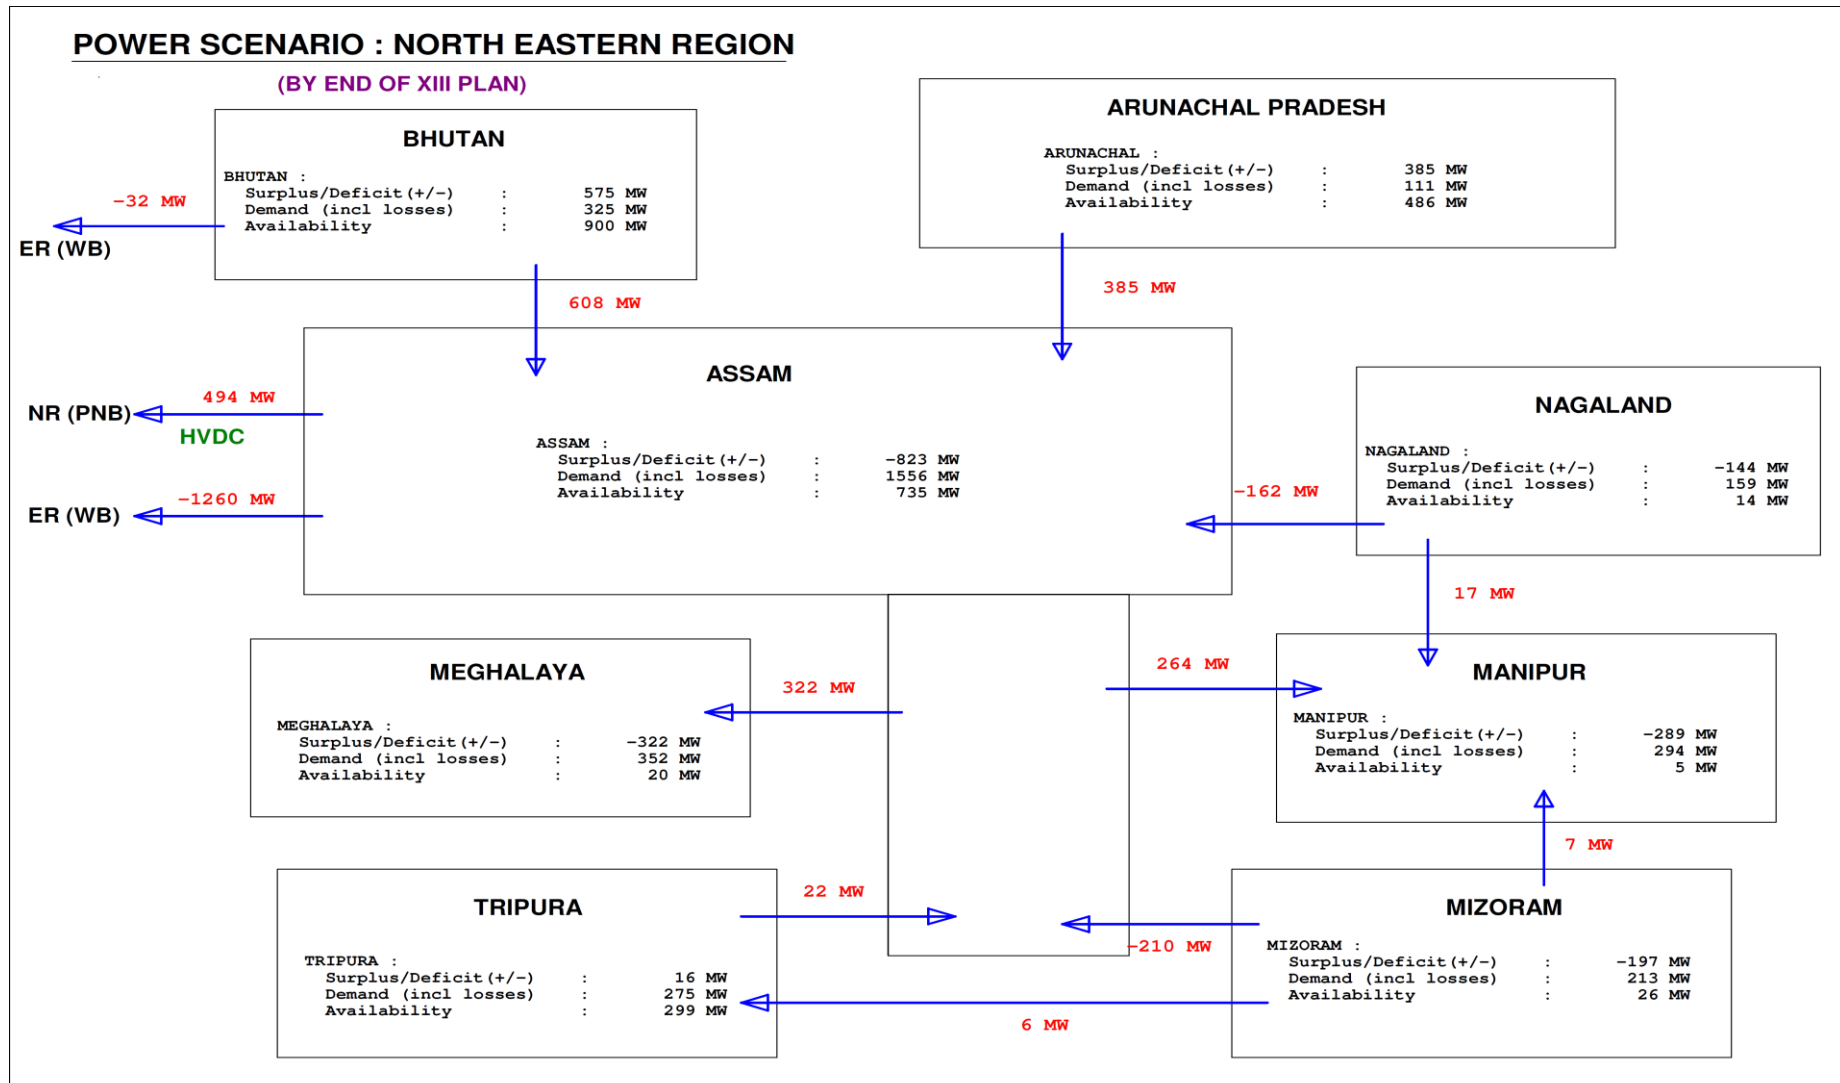 POWER SCENARIO : NORTH EASTERN REGION
(BY END OF XIII PLAN)
BHUTAN
BHUTAN :
Surplus/Deficit(+/-) : 575 MW
Demand (incl losses) : 325 MW
Availability : 900 MW
-32 MW
ER (WB)
608 MW
ARUNACHAL PRADESH
ARUNACHAL :
Surplus/Deficit(+/-) : 385 MW
Demand (incl losses) : 111 MW
Availability : 486 MW
385 MW
ASSAM
ASSAM :
Surplus/Deficit(+/-) : -823 MW
Demand (incl losses) : 1556 MW
Availability : 735 MW
494 MW
NR (PNB)
HVDC
-1260 MW
ER (WB)
NAGALAND
NAGALAND :
Surplus/Deficit(+/-) : -144 MW
Demand (incl losses) : 159 MW
Availability : 14 MW
-162 MW
17 MW
MEGHALAYA
MEGHALAYA :
Surplus/Deficit(+/-) : -322 MW
Demand (incl losses) : 352 MW
Availability : 20 MW
322 MW
264 MW
MANIPUR
MANIPUR :
Surplus/Deficit(+/-) : -289 MW
Demand (incl losses) : 294 MW
Availability : 5 MW
7 MW
TRIPURA
TRIPURA :
Surplus/Deficit(+/-) : 16 MW
Demand (incl losses) : 275 MW
Availability : 299 MW
22 MW
-210 MW
6 MW
MIZORAM
MIZORAM :
Surplus/Deficit(+/-) : -197 MW
Demand (incl losses) : 213 MW
Availability : 26 MW